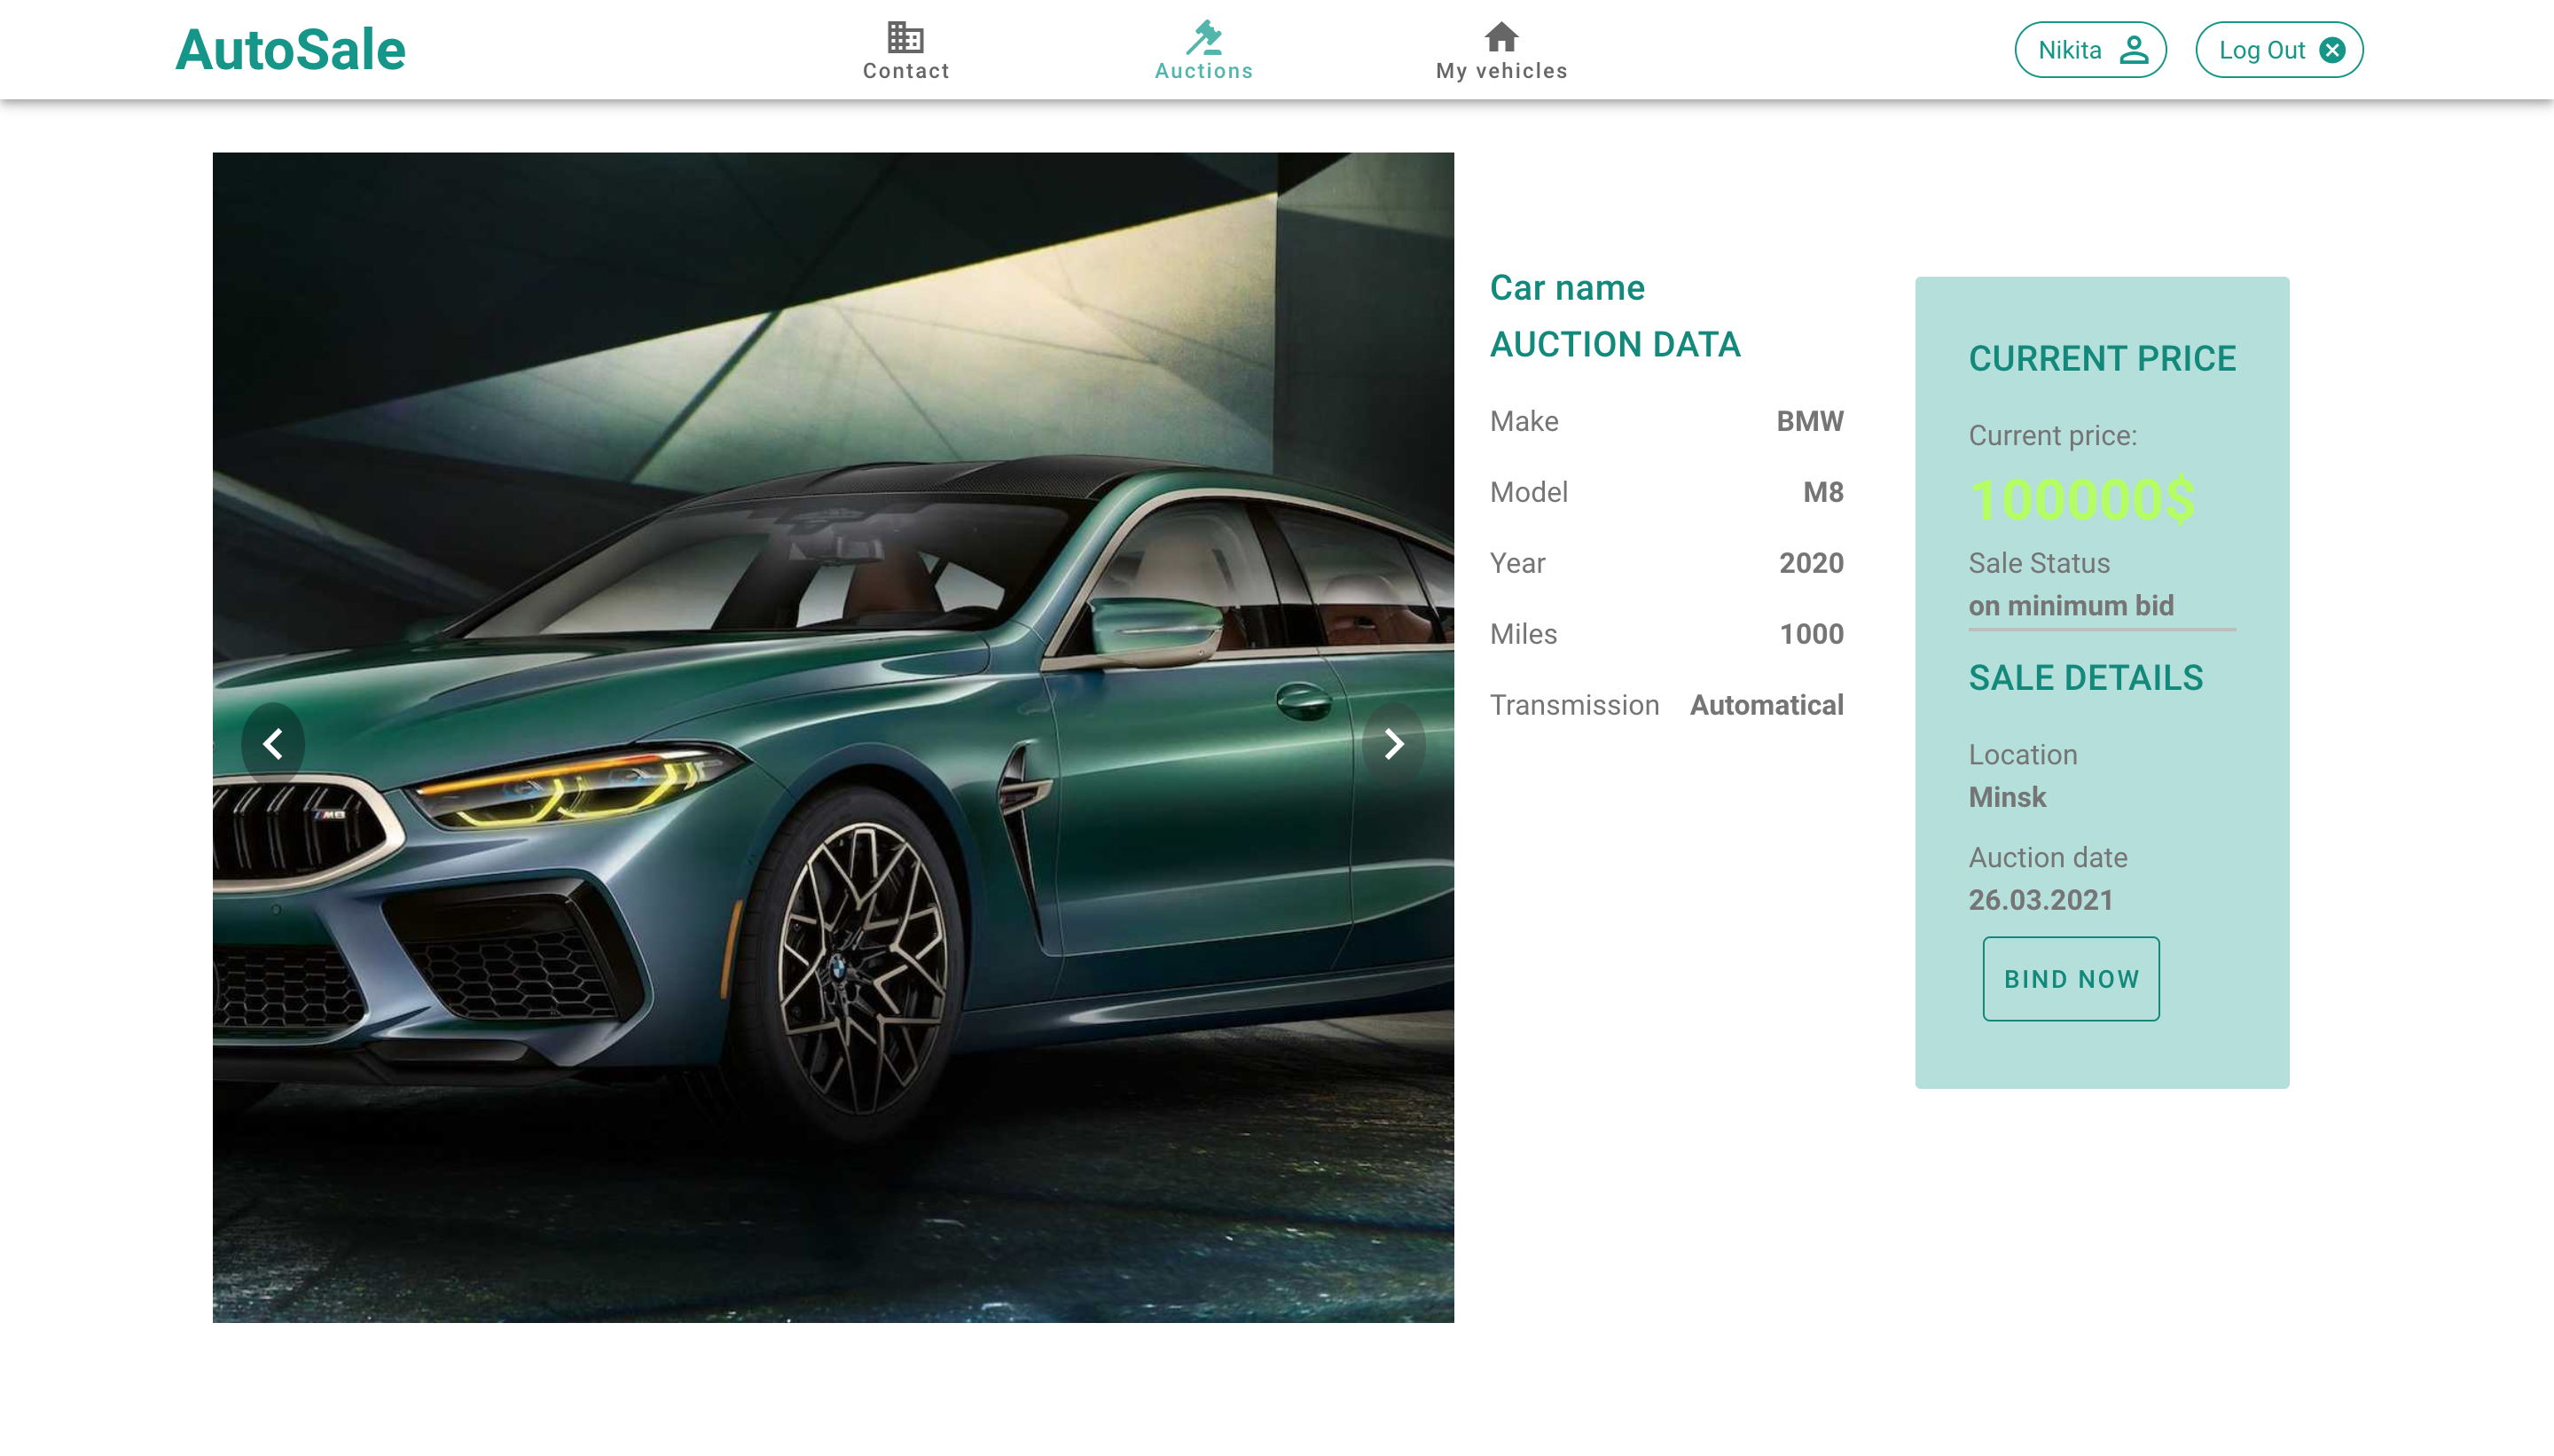 AutoSale
Contact
Auctions
My vehicles
Nikita
Log Out
Car name
AUCTION DATA
Make BMW
Model M8
Year 2020
Miles 1000
Transmission Automatical
CURRENT PRICE
Current price:
100000$
Sale Status
on minimum bid
SALE DETAILS
Location
Minsk
Auction date
26.03.2021
BIND NOW
M8